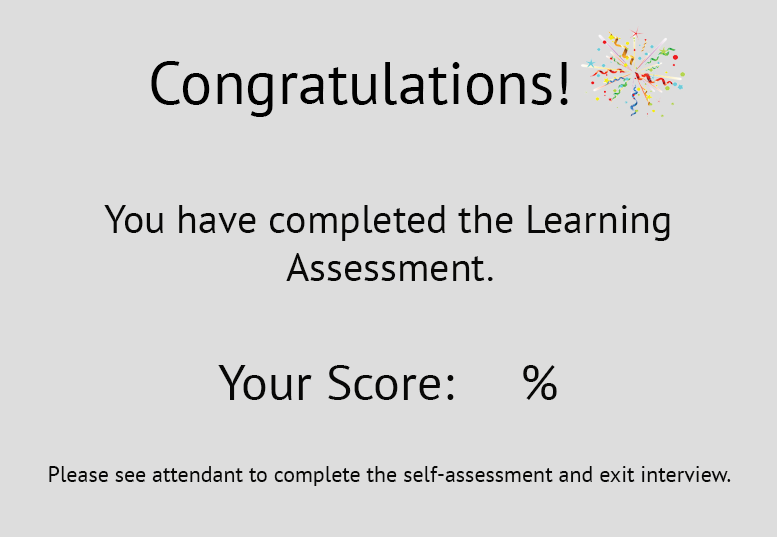 Congratulations!
You have completed the Learning
Assessment.
Your Score: %
Please see attendant to complete the self-assessment and exit interview.